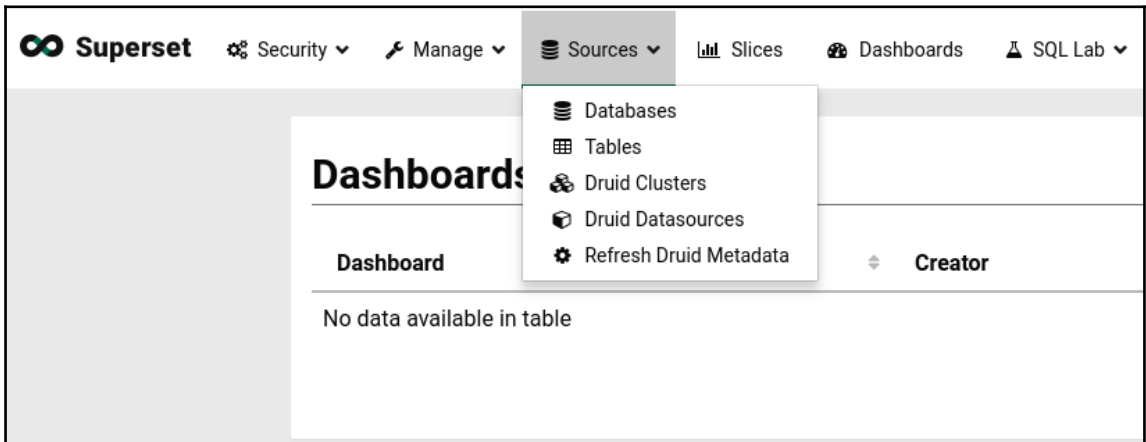 Superset Security Manage Sources Slices Dashboards SQL Lab
Databases
Tables
Druid Clusters
Druid Datasources
Refresh Druid Metadata
Dashboards
Dashboard Creator
No data available in table